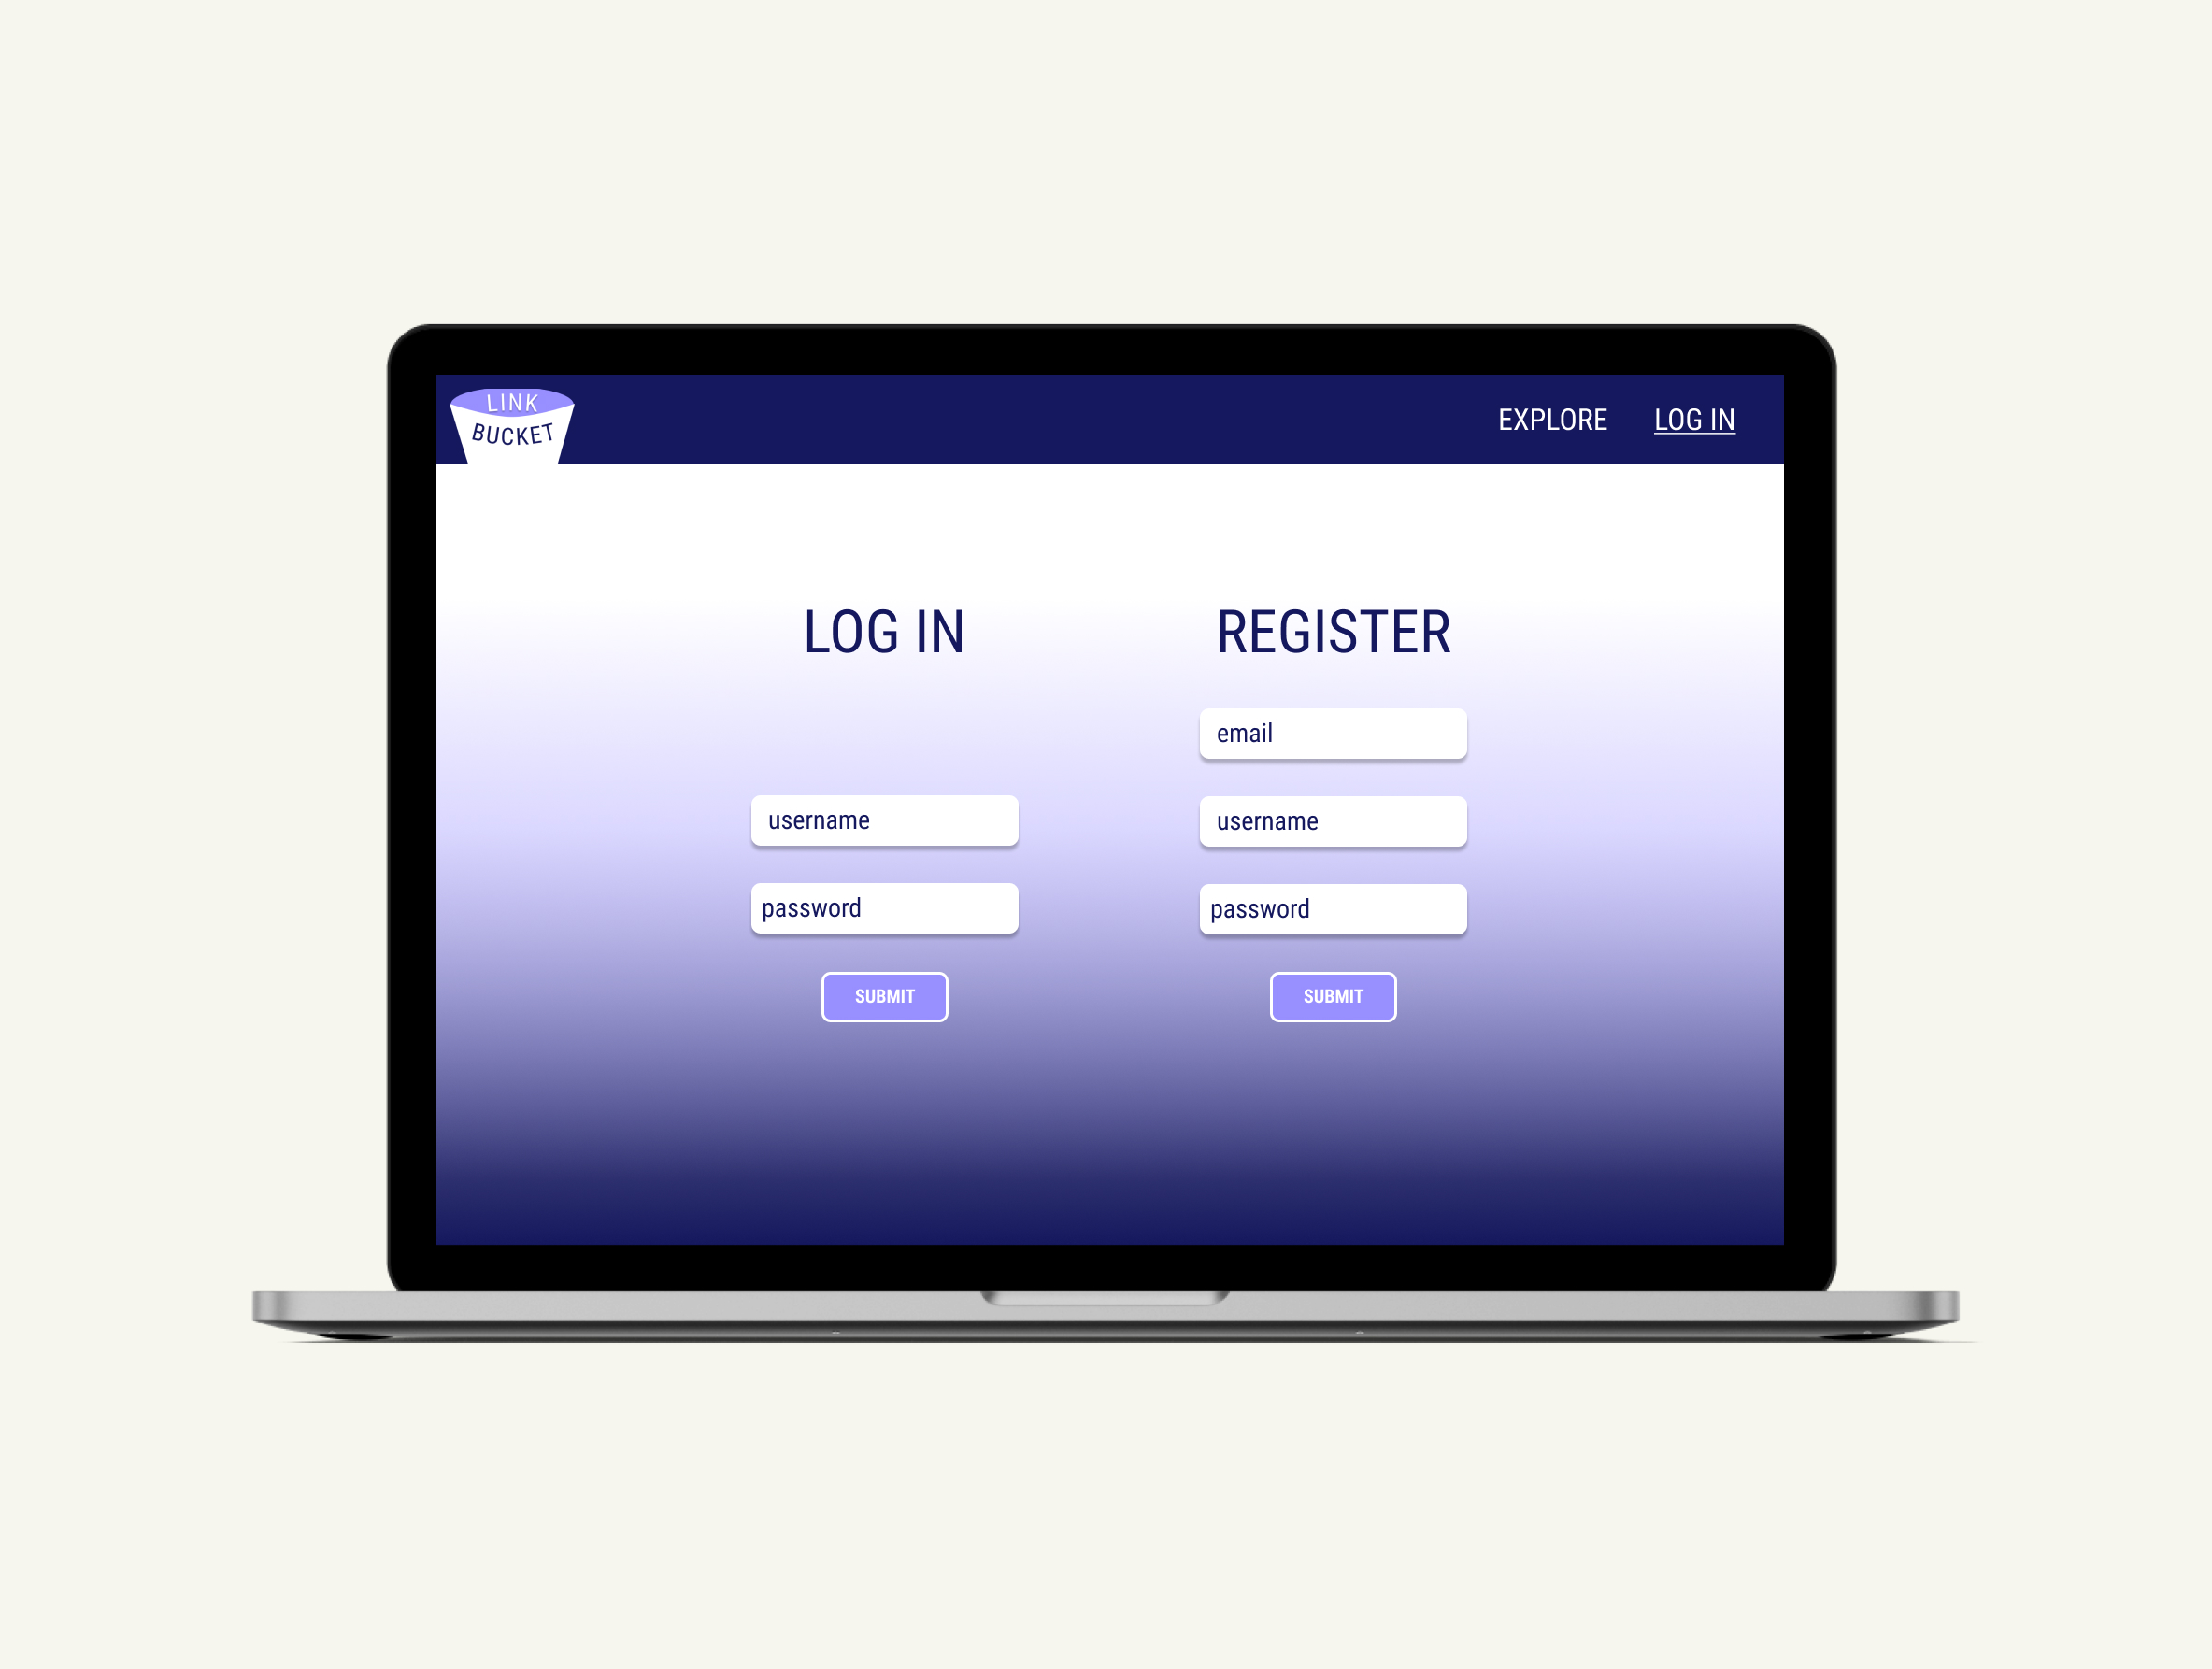 LINK
BUCKET
EXPLORE
LOG IN
LOG IN
username
password
SUBMIT
REGISTER
email
username
password
SUBMIT